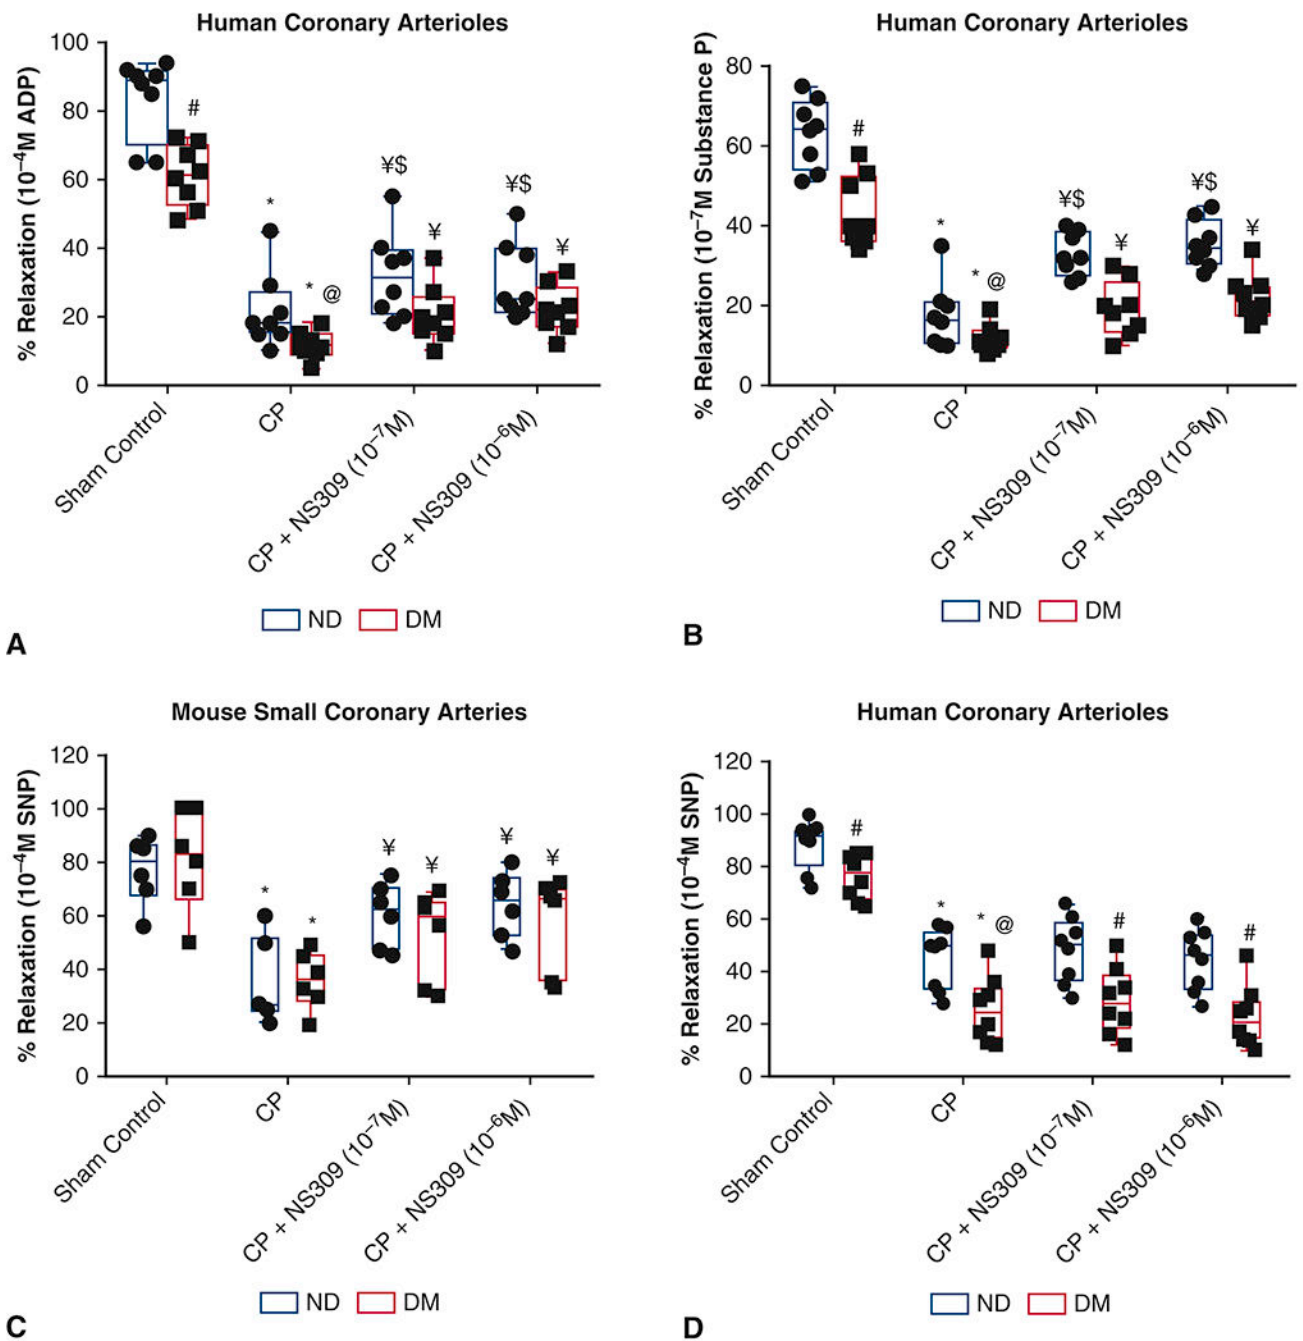 Human Coronary Arterioles
% Relaxation (10⁻⁴M ADP)
100
80
60
40
20
0
#
*
* @
¥$
¥
¥$
¥
Sham Control
CP
CP + NS309 (10⁻⁷M)
CP + NS309 (10⁻⁶M)
ND DM
A
Human Coronary Arterioles
% Relaxation (10⁻⁷M Substance P)
80
60
40
20
0
#
*
* @
¥$
¥
¥$
¥
Sham Control
CP
CP + NS309 (10⁻⁷M)
CP + NS309 (10⁻⁶M)
ND DM
B
Mouse Small Coronary Arteries
% Relaxation (10⁻⁴M SNP)
120
100
80
60
40
20
0
*
*
¥
¥
¥
¥
Sham Control
CP
CP + NS309 (10⁻⁷M)
CP + NS309 (10⁻⁶M)
ND DM
C
Human Coronary Arterioles
% Relaxation (10⁻⁴M SNP)
120
100
80
60
40
20
0
#
*
* @
#
#
Sham Control
CP
CP + NS309 (10⁻⁷M)
CP + NS309 (10⁻⁶M)
ND DM
D